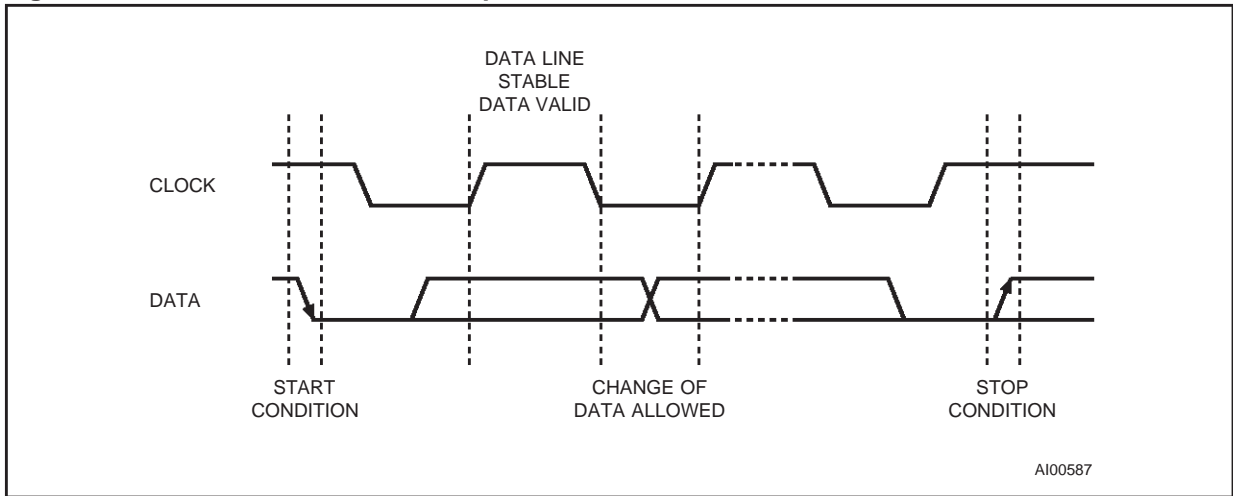 DATA LINE
STABLE
DATA VALID
CLOCK
DATA
START
CONDITION
CHANGE OF
DATA ALLOWED
STOP
CONDITION
AI00587